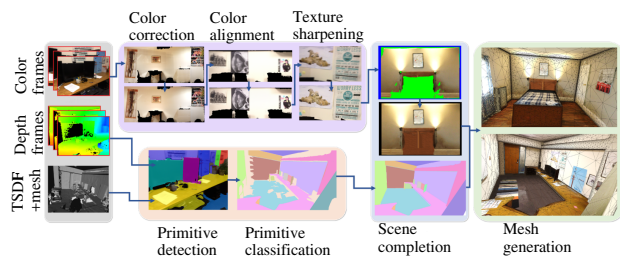 Color
correction
Color
alignment
Texture
sharpening
Color
frames
Depth
frames
TSDF
+mesh
Primitive
detection
Primitive
classification
Scene
completion
Mesh
generation